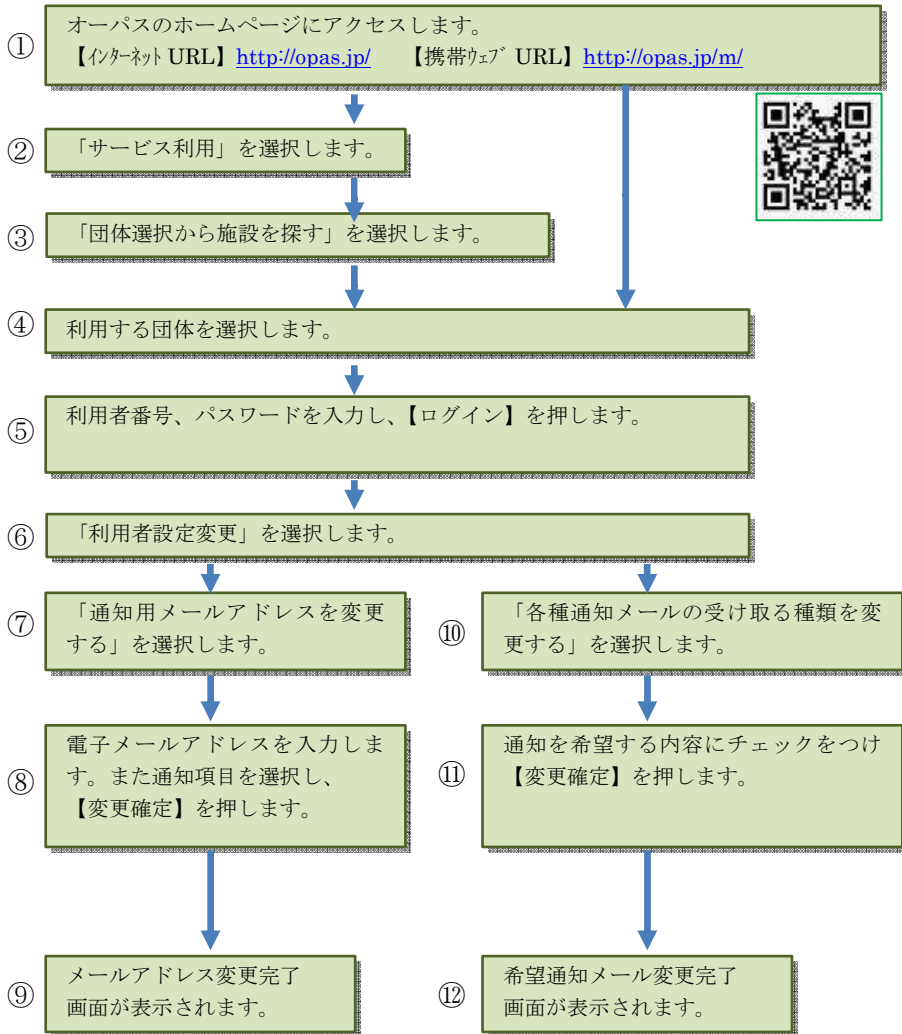 ①
オーパスのホームページにアクセスします。
【インターネット URL】http://opas.jp/ 【携帯ウェブ URL】http://opas.jp/m/
②
「サービス利用」を選択します。
③
「団体選択から施設を探す」を選択します。
④
利用する団体を選択します。
⑤
利用者番号、パスワードを入力し、【ログイン】を押します。
⑥
「利用者設定変更」を選択します。
⑦
「通知用メールアドレスを変更
する」を選択します。
⑧
電子メールアドレスを入力しま
す。また通知項目を選択し、
【変更確定】を押します。
⑨
メールアドレス変更完了
画面が表示されます。
⑩
「各種通知メールの受け取る種類を変
更する」を選択します。
⑪
通知を希望する内容にチェックをつけ
【変更確定】を押します。
⑫
希望通知メール変更完了
画面が表示されます。